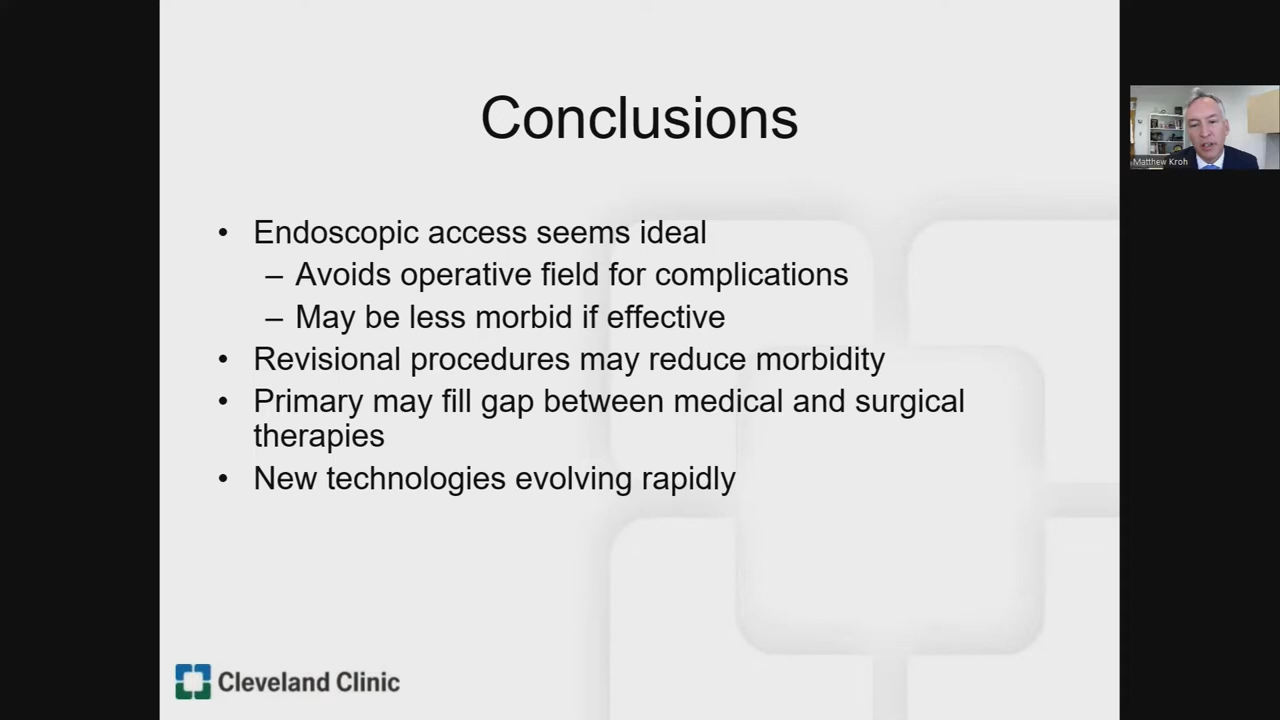 Conclusions
• Endoscopic access seems ideal
– Avoids operative field for complications
– May be less morbid if effective
• Revisional procedures may reduce morbidity
• Primary may fill gap between medical and surgical
therapies
• New technologies evolving rapidly
Cleveland Clinic
Matthew Kroh